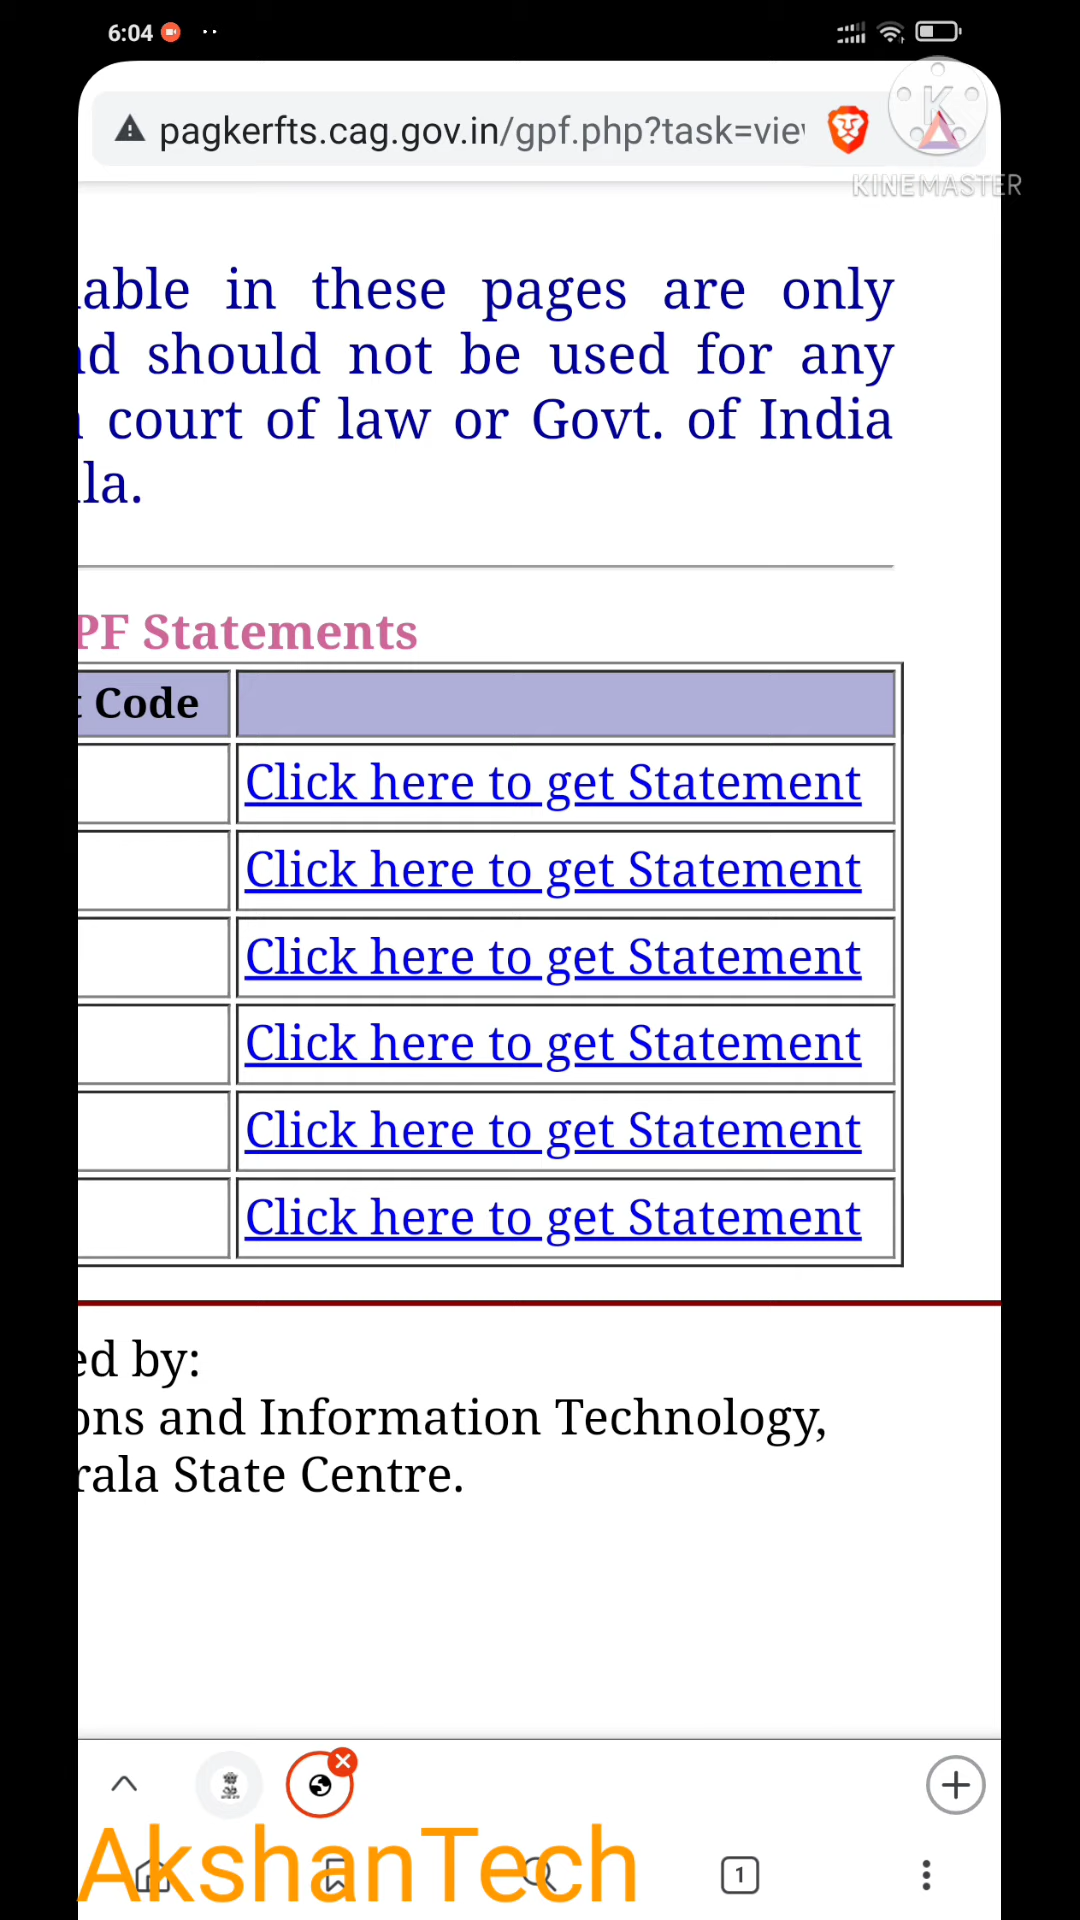 6:04
pagkerfts.cag.gov.in/gpf.php?task=vie
KINEMASTER
able in these pages are only
d should not be used for any
court of law or Govt. of India
la.
PF Statements
t Code
Click here to get Statement
Click here to get Statement
Click here to get Statement
Click here to get Statement
Click here to get Statement
Click here to get Statement
ed by:
ons and Information Technology,
rala State Centre.
AkshanTech
1